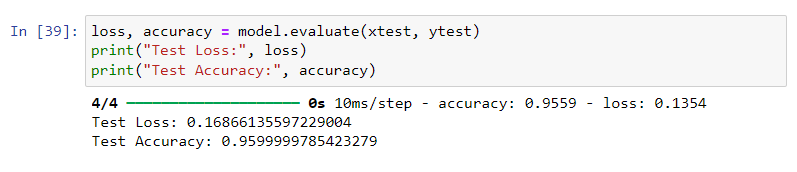 In [39]: loss, accuracy = model.evaluate(xtest, ytest)
print("Test Loss:", loss)
print("Test Accuracy:", accuracy)
4/4 ━━━━━━━━━━━━━━━━━━━━ 0s 10ms/step - accuracy: 0.9559 - loss: 0.1354
Test Loss: 0.16866135597229004
Test Accuracy: 0.9599999785423279